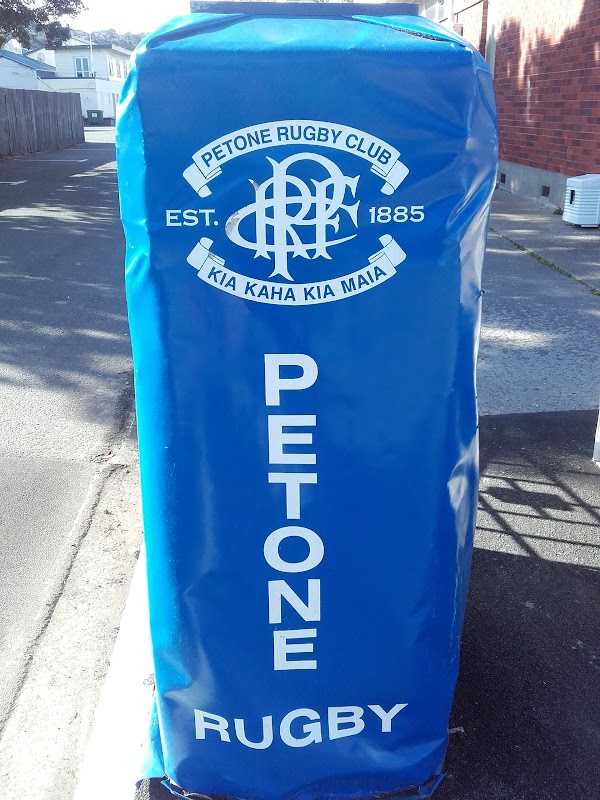 PETONE RUGBY CLUB
EST. PRFC 1885
KIA KAHA KIA MAIA
PETONE
RUGBY